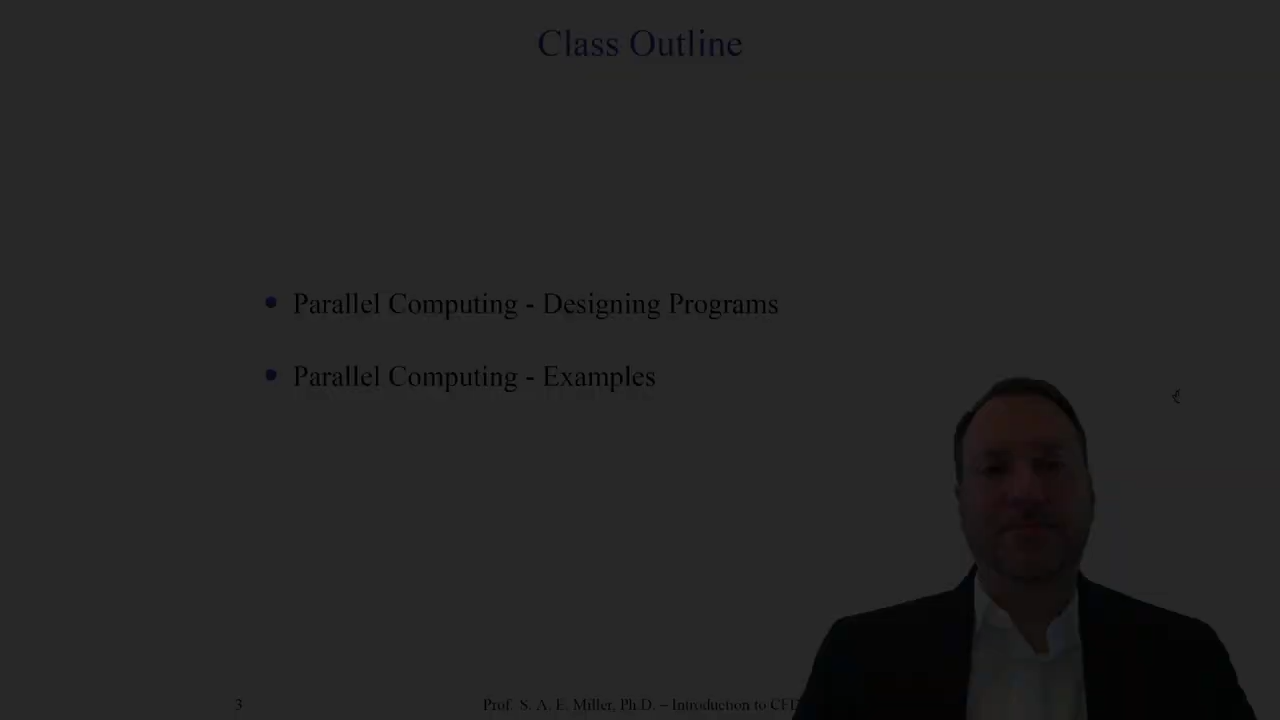 Class Outline
Parallel Computing - Designing Programs
Parallel Computing - Examples
3
Prof. S. A. E. Miller, Ph.D. – Introduction to CFD